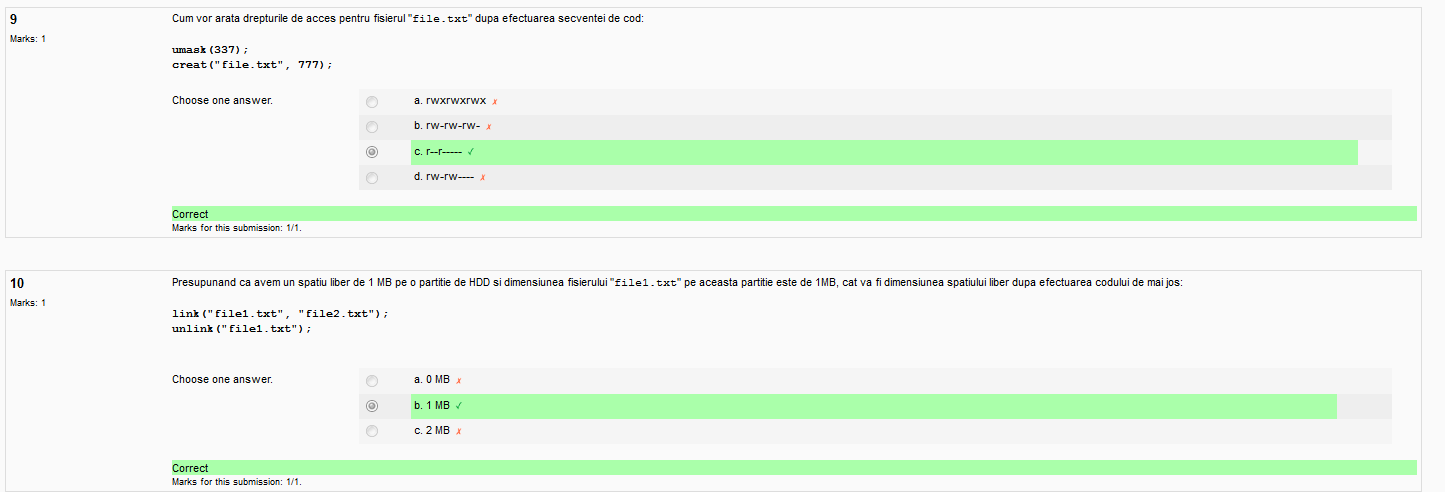 9
Marks: 1
Cum vor arata drepturile de acces pentru fisierul "file.txt" dupa efectuarea secventei de cod:
umask(337);
creat("file.txt", 777);
Choose one answer.
a. rwxrwxrwx ✗
b. rw-rw-rw- ✗
c. r--r----- ✓
d. rw-rw---- ✗
Correct
Marks for this submission: 1/1.
10
Marks: 1
Presupunand ca avem un spatiu liber de 1 MB pe o partitie de HDD si dimensiunea fisierului "file1.txt" pe aceasta partitie este de 1MB, cat va fi dimensiunea spatiului liber dupa efectuarea codului de mai jos:
link("file1.txt", "file2.txt");
unlink("file1.txt");
Choose one answer.
a. 0 MB ✗
b. 1 MB ✓
c. 2 MB ✗
Correct
Marks for this submission: 1/1.